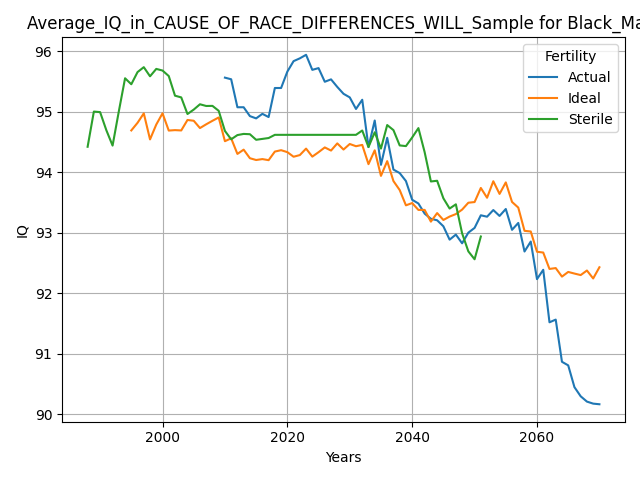 Average_IQ_in_CAUSE_OF_RACE_DIFFERENCES_WILL_Sample for Black_Ma
Fertility
Actual
Ideal
Sterile
96
95
94
93
92
91
90
IQ
2000 2020 2040 2060
Years